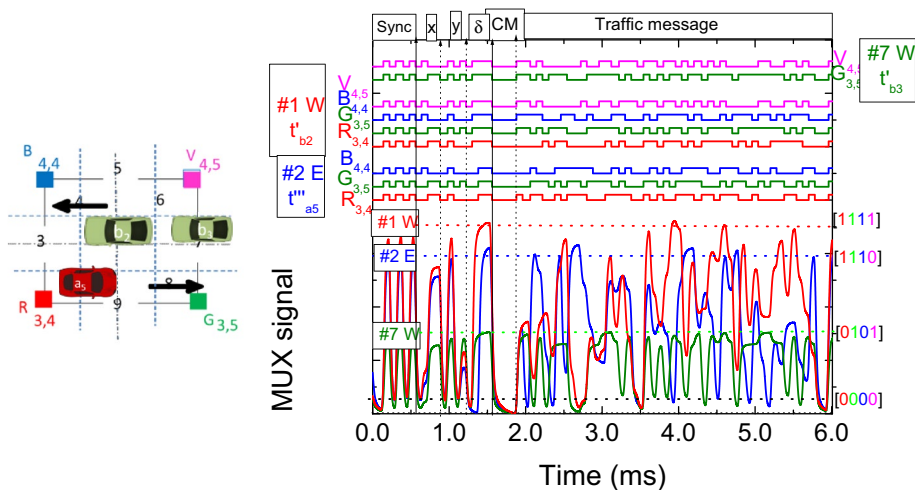 Sync x y δ CM Traffic message
#7 W
t'b3
V4,5
G3,5
#1 W
t'b2
V4,5
B4,4
G3,5
R3,4
#2 E
t'''a5
B4,4
G3,5
R3,4
#1 W
#2 E
#7 W
[1111]
[1110]
[0101]
[0000]
MUX signal
0.0 1.0 2.0 3.0 4.0 5.0 6.0
Time (ms)
B 4,4
V 4,5
5
4 6
b2 b3
3 7
a5 8
9
R 3,4
G 3,5